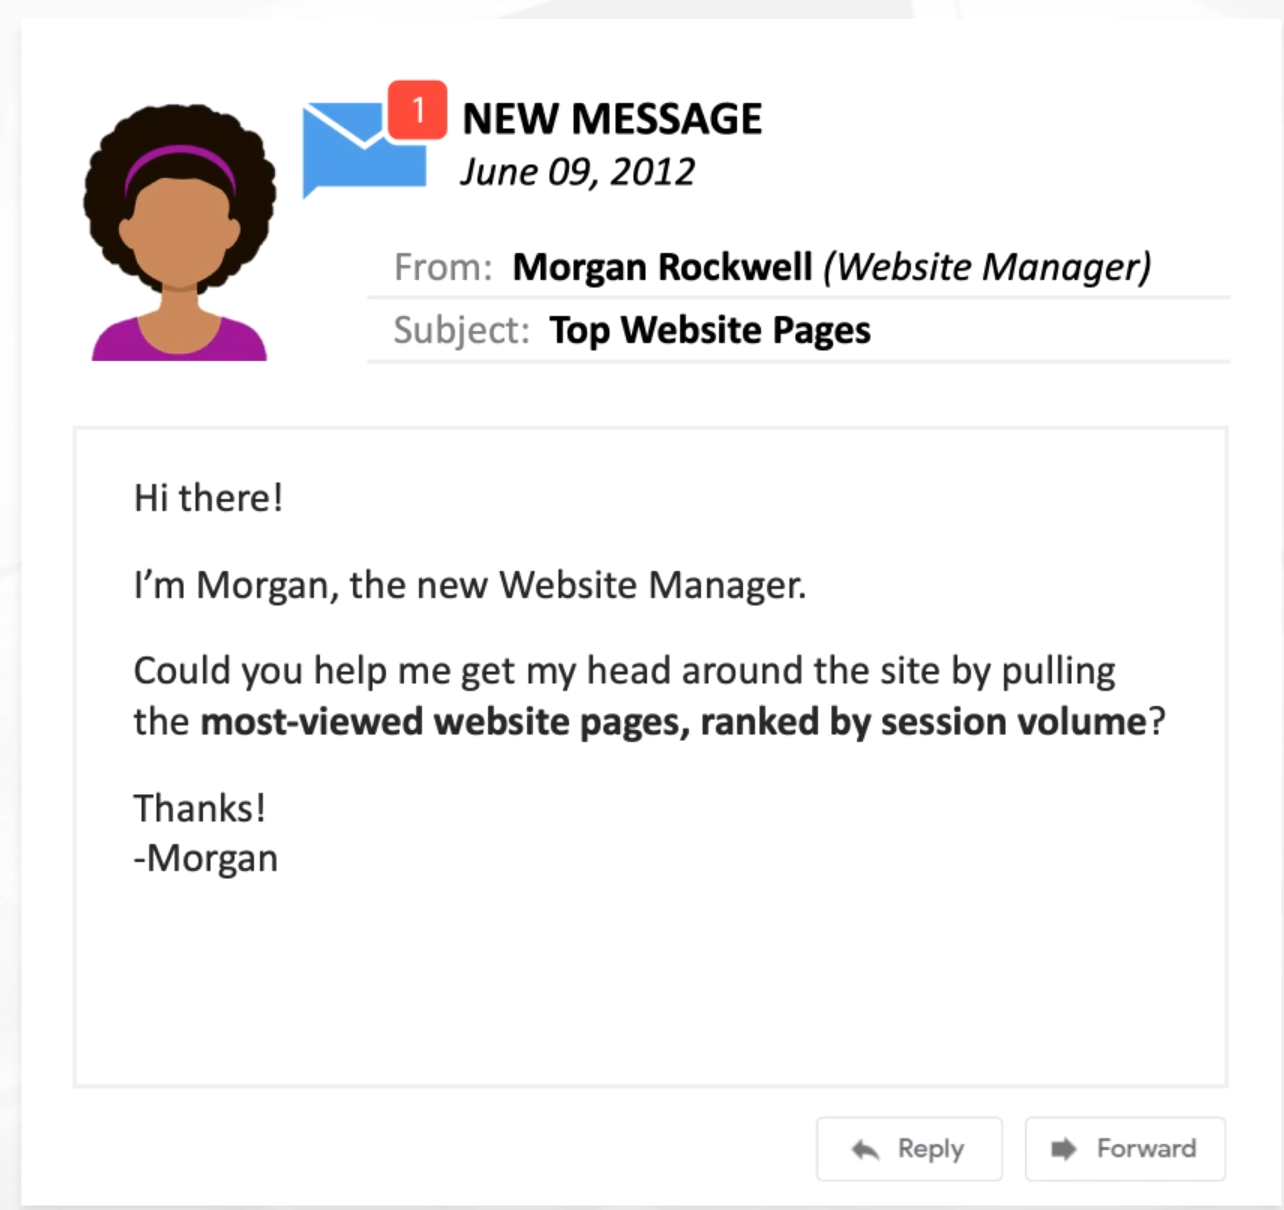 1
NEW MESSAGE
June 09, 2012
From: Morgan Rockwell (Website Manager)
Subject: Top Website Pages
Hi there!
I’m Morgan, the new Website Manager.
Could you help me get my head around the site by pulling
the most-viewed website pages, ranked by session volume?
Thanks!
-Morgan
Reply
Forward